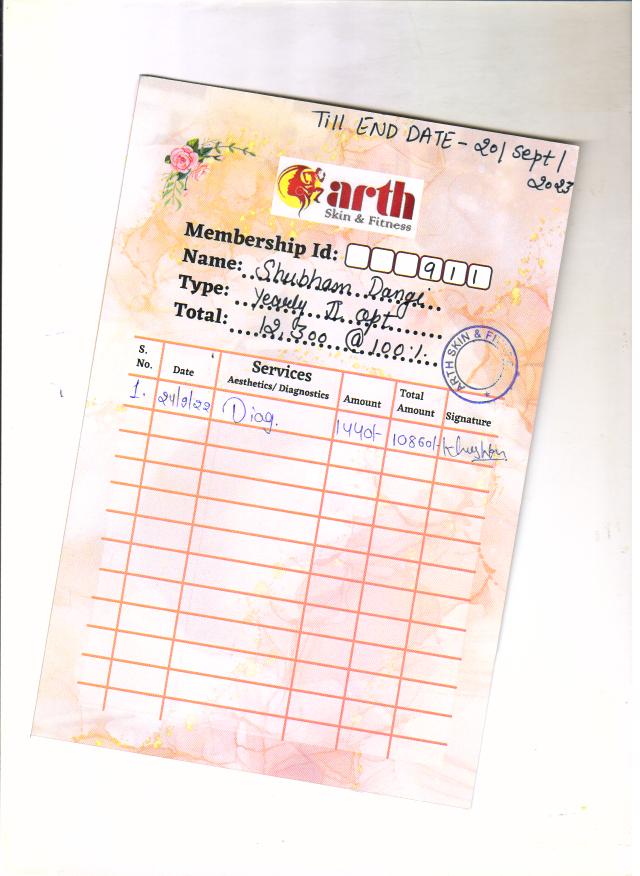 Till END DATE - 20/Sept/
2023
arth
Skin & Fitness
Membership Id: 911
Name: Shubham Dangi
Type: Yearly II opt
Total: 12,300 @ 100%
ARTH SKIN & FI
S. No. Date Services Aesthetics/ Diagnostics Amount Total Amount Signature
1. 24/9/22 Diag. 1440/- 10860/-